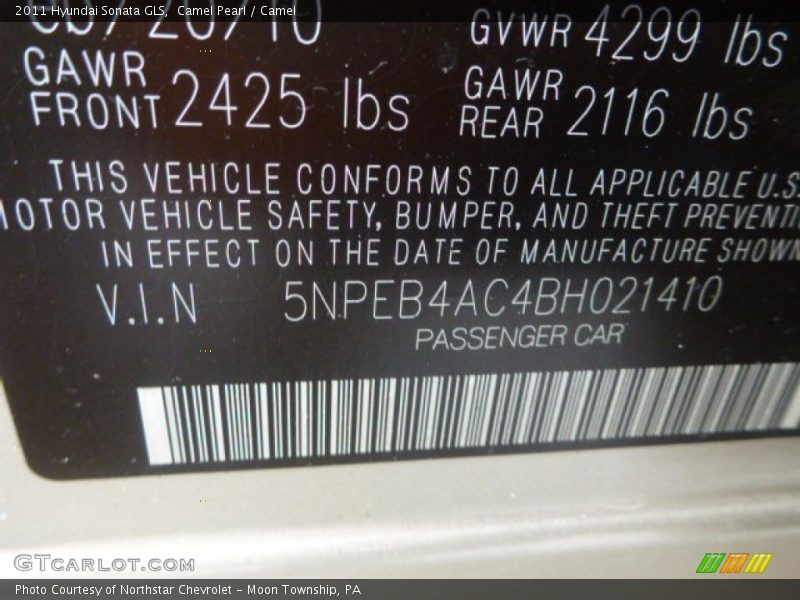 2011 Hyundai Sonata GLS, Camel Pearl / Camel
GVWR 4299 lbs
GAWR FRONT 2425 lbs
GAWR REAR 2116 lbs
THIS VEHICLE CONFORMS TO ALL APPLICABLE U.S
MOTOR VEHICLE SAFETY, BUMPER, AND THEFT PREVENTIO
IN EFFECT ON THE DATE OF MANUFACTURE SHOWN
V.I.N 5NPEB4AC4BH021410
PASSENGER CAR
GTCARLOT.COM
Photo Courtesy of Northstar Chevrolet - Moon Township, PA